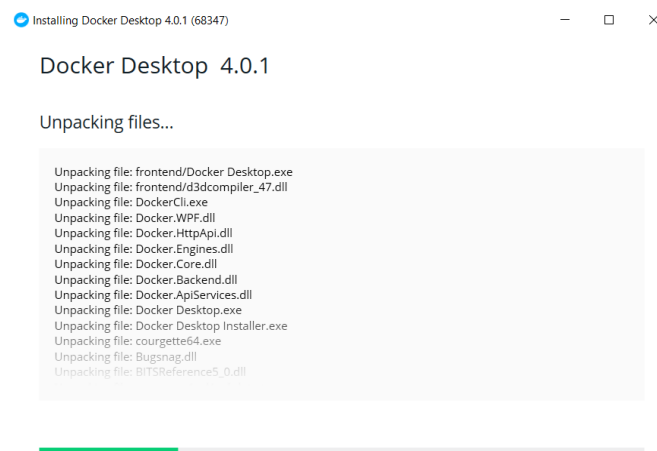 Installing Docker Desktop 4.0.1 (68347)
Docker Desktop 4.0.1
Unpacking files...
Unpacking file: frontend/Docker Desktop.exe
Unpacking file: frontend/d3dcompiler_47.dll
Unpacking file: DockerCli.exe
Unpacking file: Docker.WPF.dll
Unpacking file: Docker.HttpApi.dll
Unpacking file: Docker.Engines.dll
Unpacking file: Docker.Core.dll
Unpacking file: Docker.Backend.dll
Unpacking file: Docker.ApiServices.dll
Unpacking file: Docker Desktop.exe
Unpacking file: Docker Desktop Installer.exe
Unpacking file: courgette64.exe
Unpacking file: Bugsnag.dll
Unpacking file: BITSReference5_0.dll